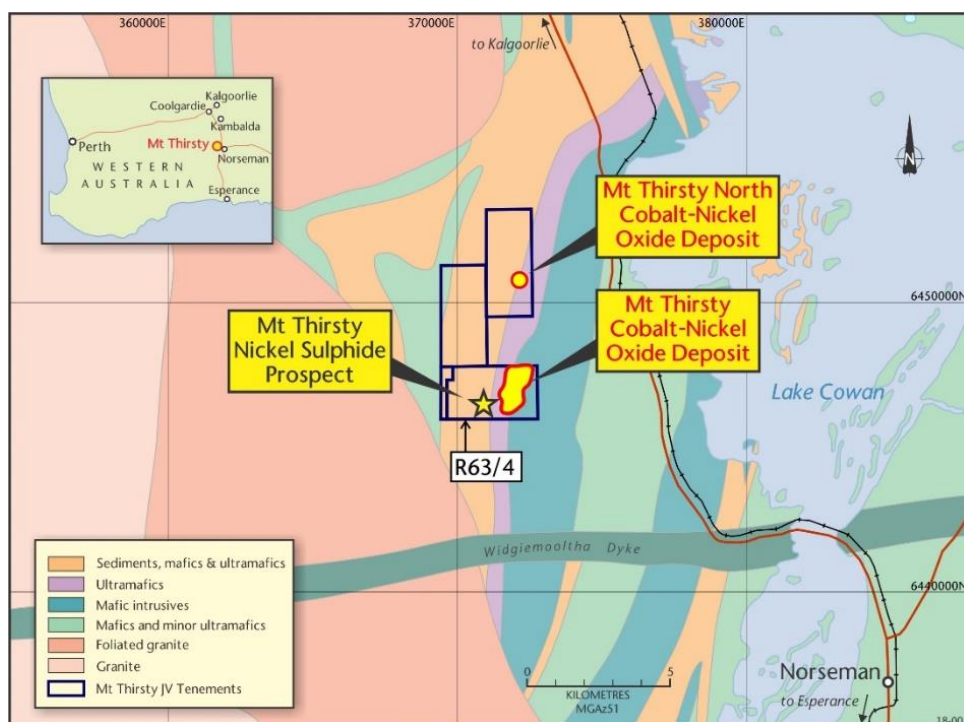 360000E
370000E
380000E
to Kalgoorlie
Kalgoorlie
Coolgardie
Kambalda
Mt Thirsty
Perth
Norseman
WESTERN
AUSTRALIA
Esperance
N
Mt Thirsty North
Cobalt-Nickel
Oxide Deposit
6450000N
Mt Thirsty
Cobalt-Nickel
Oxide Deposit
Mt Thirsty
Nickel Sulphide
Prospect
Lake Cowan
R63/4
Widgiemooltha Dyke
Sediments, mafics & ultramafics
Ultramafics
Mafic intrusives
Mafics and minor ultramafics
Foliated granite
Granite
Mt Thirsty JV Tenements
6440000N
0
5
KILOMETRES
MGAz51
Norseman
to Esperance